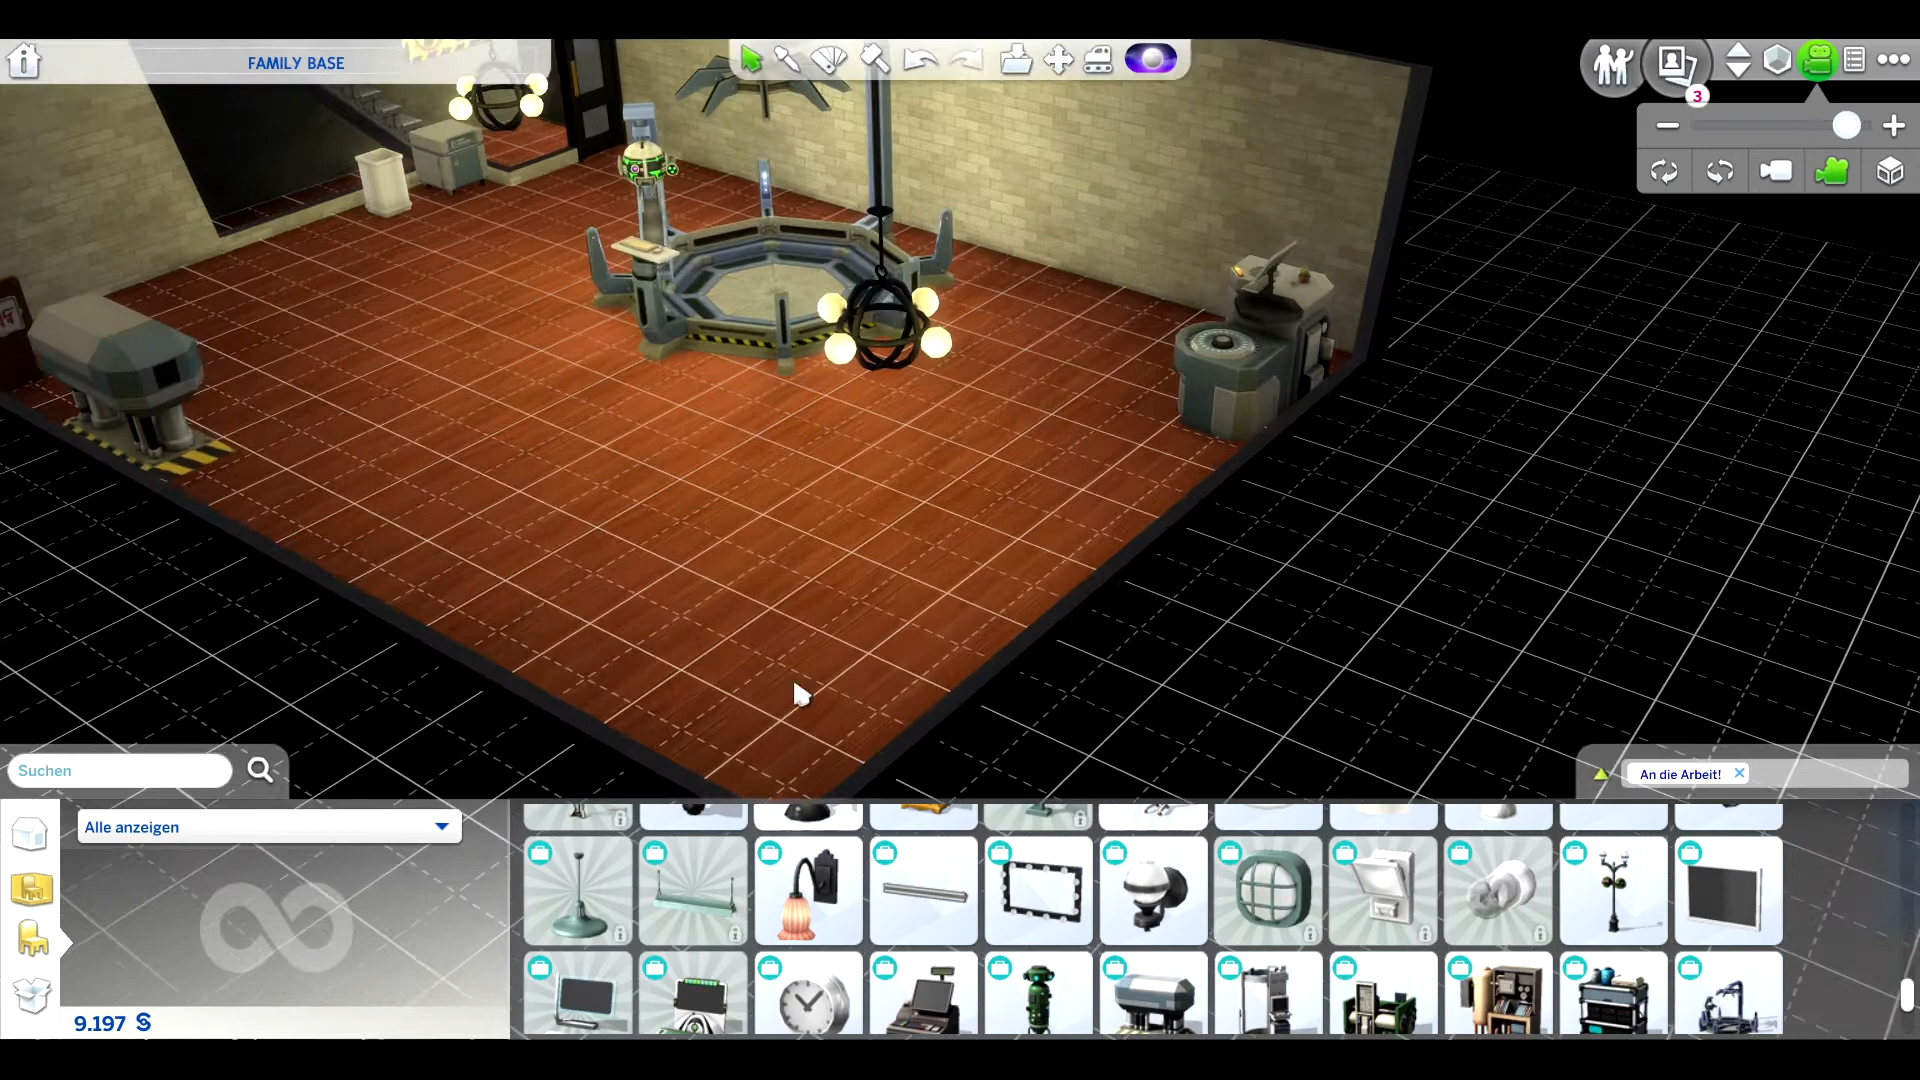 FAMILY BASE
3
Suchen
An die Arbeit!
Alle anzeigen
9.197 §